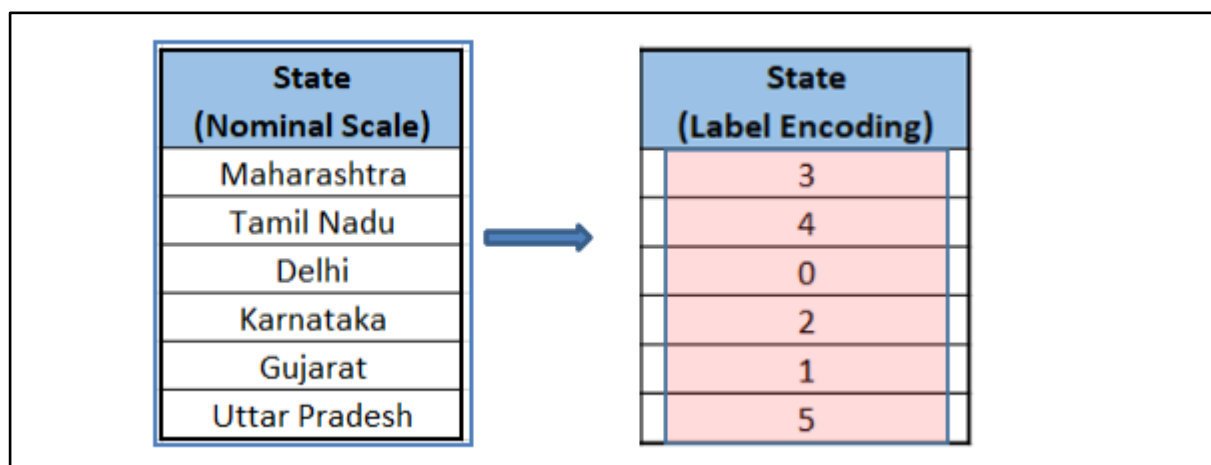 State
(Nominal Scale)
Maharashtra
Tamil Nadu
Delhi
Karnataka
Gujarat
Uttar Pradesh
State
(Label Encoding)
3
4
0
2
1
5